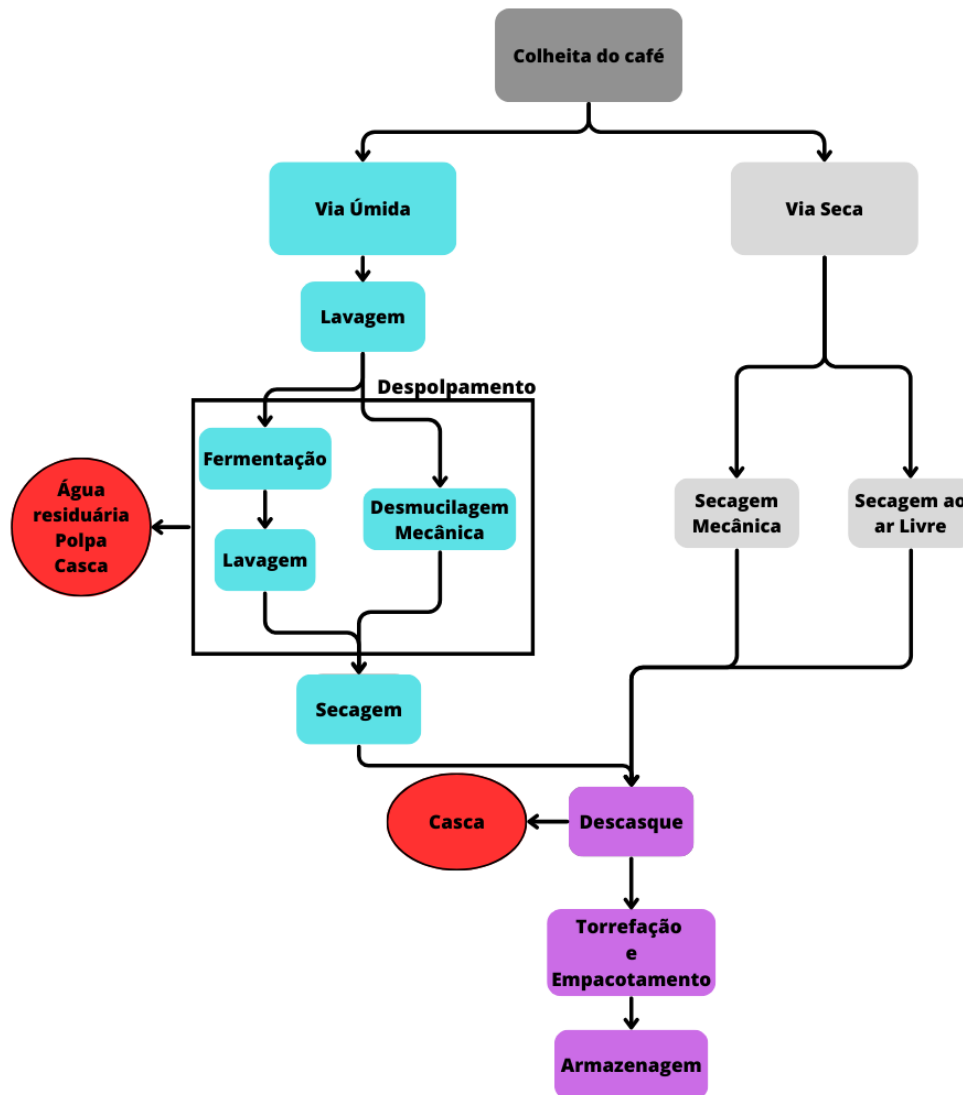 Colheita do café
Via Úmida
Via Seca
Lavagem
Despolpamento
Fermentação
Desmucilagem
Mecânica
Lavagem
Água
residuária
Polpa
Casca
Secagem
Mecânica
Secagem ao
ar Livre
Secagem
Casca
Descasque
Torrefação
e
Empacotamento
Armazenagem